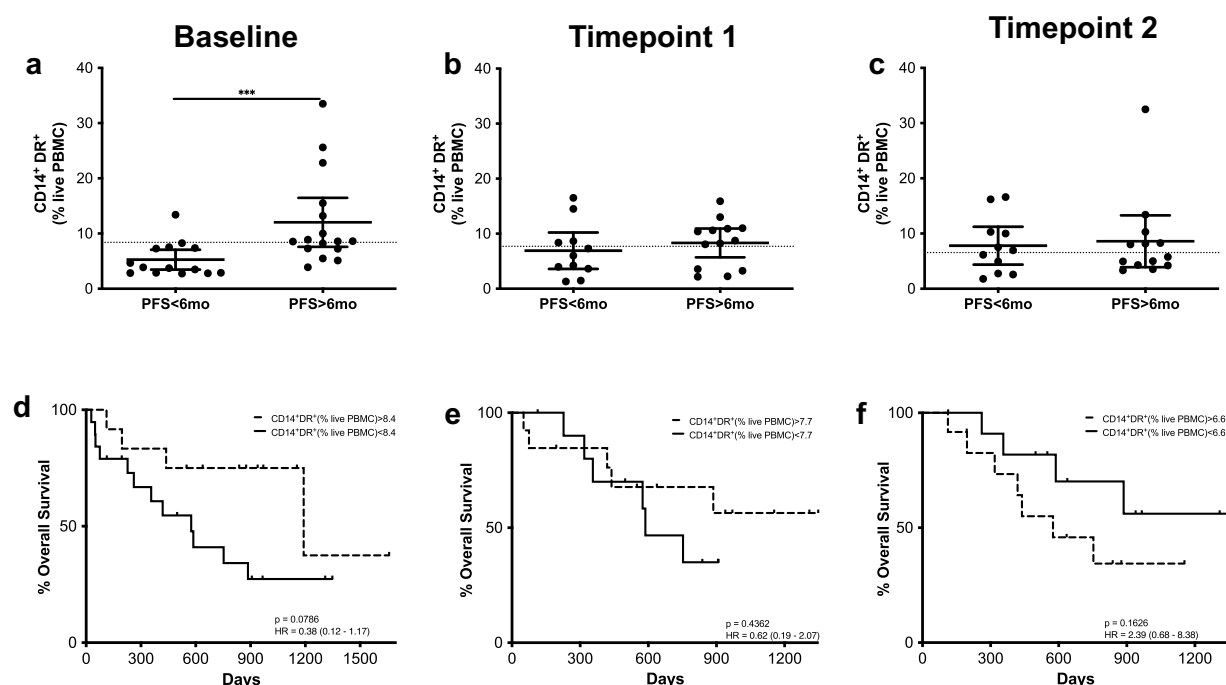 Baseline
Timepoint 1
Timepoint 2
a
b
c
CD14⁺ DR⁺
(% live PBMC)
40
30
20
10
0
***
PFS<6mo
PFS>6mo
CD14⁺ DR⁺
(% live PBMC)
40
30
20
10
0
PFS<6mo
PFS>6mo
CD14⁺ DR⁺
(% live PBMC)
40
30
20
10
0
PFS<6mo
PFS>6mo
d
% Overall Survival
100
50
0
CD14⁺DR⁺(% live PBMC)>8.4
CD14⁺DR⁺(% live PBMC)<8.4
p = 0.0786
HR = 0.38 (0.12 - 1.17)
0 300 600 900 1200 1500
Days
e
% Overall Survival
100
50
0
CD14⁺DR⁺(% live PBMC)>7.7
CD14⁺DR⁺(% live PBMC)<7.7
p = 0.4362
HR = 0.62 (0.19 - 2.07)
0 300 600 900 1200
Days
f
% Overall Survival
100
50
0
CD14⁺DR⁺(% live PBMC)>6.6
CD14⁺DR⁺(% live PBMC)<6.6
p = 0.1626
HR = 2.39 (0.68 - 8.38)
0 300 600 900 1200
Days